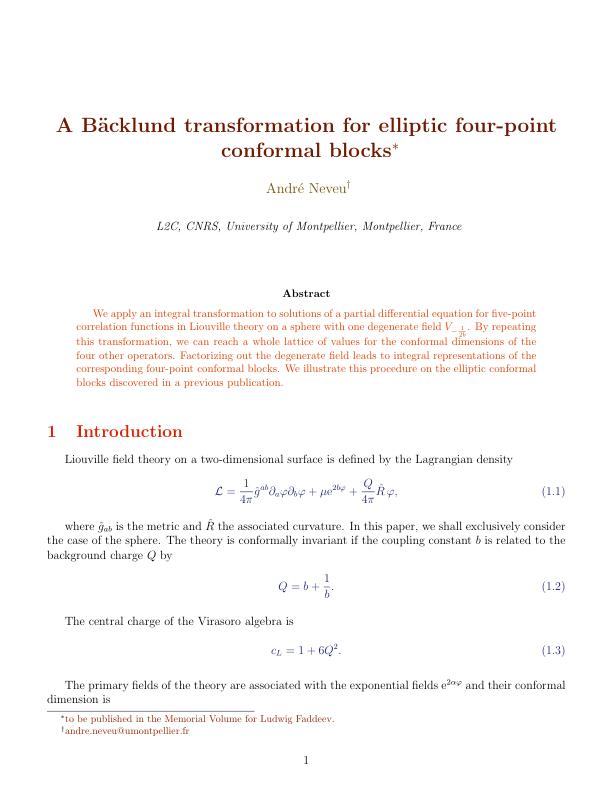 A Bäcklund transformation for elliptic four-point
conformal blocks*
André Neveu†
L2C, CNRS, University of Montpellier, Montpellier, France
Abstract
We apply an integral transformation to solutions of a partial differential equation for five-point
correlation functions in Liouville theory on a sphere with one degenerate field V_{-\frac{1}{2b}}. By repeating
this transformation, we can reach a whole lattice of values for the conformal dimensions of the
four other operators. Factorizing out the degenerate field leads to integral representations of the
corresponding four-point conformal blocks. We illustrate this procedure on the elliptic conformal
blocks discovered in a previous publication.
1 Introduction
Liouville field theory on a two-dimensional surface is defined by the Lagrangian density
\mathcal{L} = \frac{1}{4\pi} \hat{g}^{ab} \partial_a \varphi \partial_b \varphi + \mu e^{2b\varphi} + \frac{Q}{4\pi} \hat{R} \varphi, (1.1)
where ĝ_{ab} is the metric and R̂ the associated curvature. In this paper, we shall exclusively consider
the case of the sphere. The theory is conformally invariant if the coupling constant b is related to the
background charge Q by
Q = b + \frac{1}{b}. (1.2)
The central charge of the Virasoro algebra is
c_L = 1 + 6Q^2. (1.3)
The primary fields of the theory are associated with the exponential fields e^{2αφ} and their conformal
dimension is
*to be published in the Memorial Volume for Ludwig Faddeev.
†andre.neveu@umontpellier.fr
1